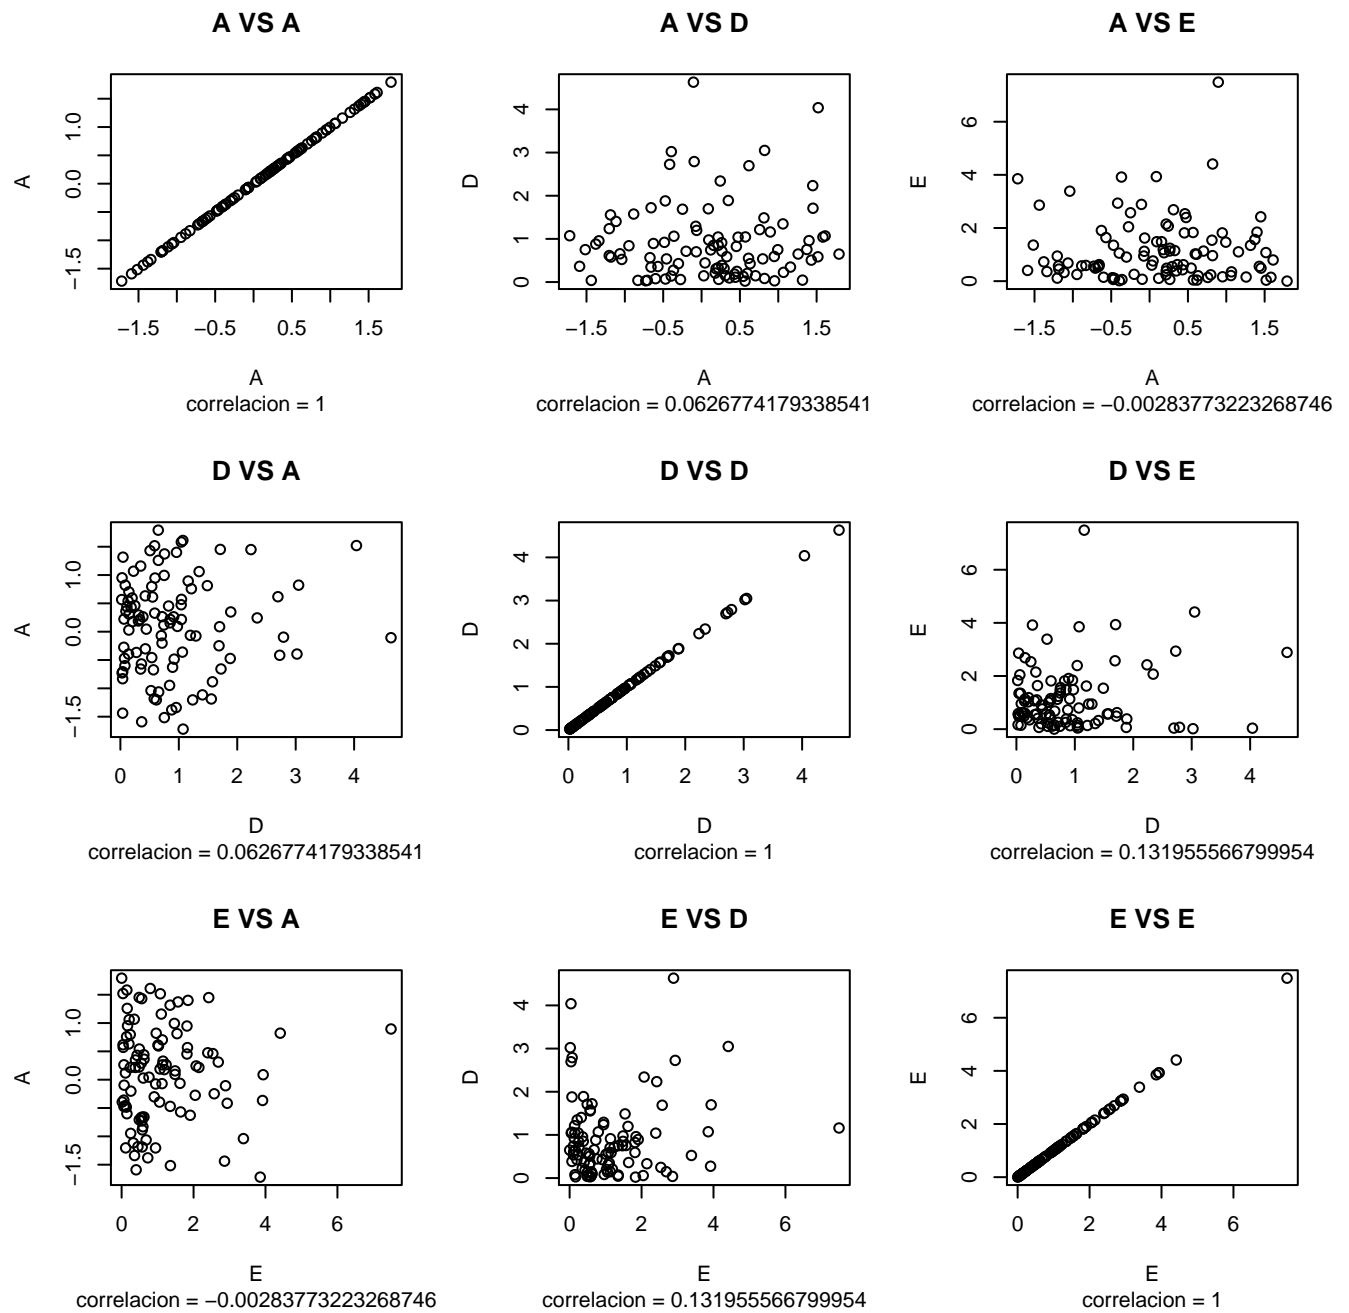 A VS A
A VS D
A VS E
A
−1.5
0.0
1.0
−1.5
−0.5
0.5
1.5
A
correlacion = 1
D
0
1
2
3
4
−1.5
−0.5
0.5
1.5
A
correlacion = 0.0626774179338541
E
0
2
4
6
−1.5
−0.5
0.5
1.5
A
correlacion = −0.00283773223268746
D VS A
D VS D
D VS E
A
−1.5
0.0
1.0
0
1
2
3
4
D
correlacion = 0.0626774179338541
D
0
1
2
3
4
0
1
2
3
4
D
correlacion = 1
E
0
2
4
6
0
1
2
3
4
D
correlacion = 0.131955566799954
E VS A
E VS D
E VS E
A
−1.5
0.0
1.0
0
2
4
6
E
correlacion = −0.00283773223268746
D
0
1
2
3
4
0
2
4
6
E
correlacion = 0.131955566799954
E
0
2
4
6
0
2
4
6
E
correlacion = 1